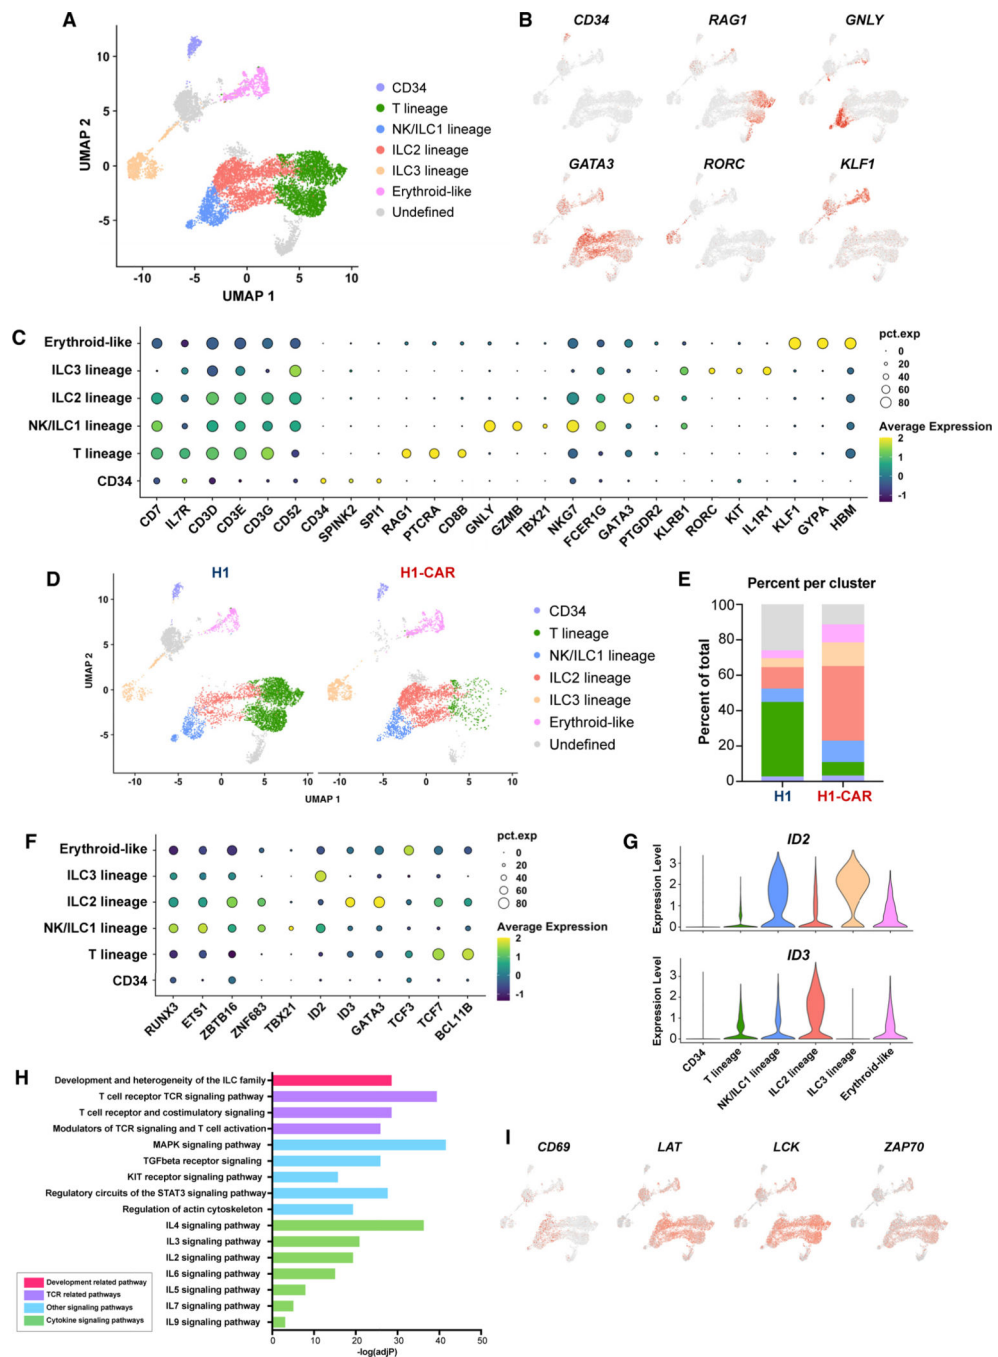 A
UMAP 2
10
5
0
-5
-10
-5
0
5
10
UMAP 1
CD34
T lineage
NK/ILC1 lineage
ILC2 lineage
ILC3 lineage
Erythroid-like
Undefined
B
CD34
RAG1
GNLY
GATA3
RORC
KLF1
C
Erythroid-like
ILC3 lineage
ILC2 lineage
NK/ILC1 lineage
T lineage
CD34
CD7
IL7R
CD3D
CD3E
CD3G
CD52
CD34
SPINK2
SPI1
RAG1
PTCRA
CD8B
GNLY
GZMB
TBX21
NKG7
FCER1G
GATA3
PTGDR2
KLRB1
RORC
KIT
IL1R1
KLF1
GYPA
HBM
pct.exp
0
20
40
60
80
Average Expression
2
1
0
-1
D
H1
H1-CAR
UMAP 2
10
5
0
-5
-10
-5
0
5
10
-10
-5
0
5
10
UMAP 1
CD34
T lineage
NK/ILC1 lineage
ILC2 lineage
ILC3 lineage
Erythroid-like
Undefined
E
Percent per cluster
Percent of total
100
80
60
40
20
0
H1
H1-CAR
F
Erythroid-like
ILC3 lineage
ILC2 lineage
NK/ILC1 lineage
T lineage
CD34
RUNX3
ETS1
ZBTB16
ZNF683
TBX21
ID2
ID3
GATA3
TCF3
TCF7
BCL11B
pct.exp
0
20
40
60
80
Average Expression
2
1
0
-1
G
ID2
Expression Level
3
2
1
0
ID3
Expression Level
3
2
1
0
CD34
T lineage
NK/ILC1 lineage
ILC2 lineage
ILC3 lineage
Erythroid-like
H
Development and heterogeneity of the ILC family
T cell receptor TCR signaling pathway
T cell receptor and costimulatory signaling
Modulators of TCR signaling and T cell activation
MAPK signaling pathway
TGFbeta receptor signaling
KIT receptor signaling pathway
Regulatory circuits of the STAT3 signaling pathway
Regulation of actin cytoskeleton
IL4 signaling pathway
IL3 signaling pathway
IL2 signaling pathway
IL6 signaling pathway
IL5 signaling pathway
IL7 signaling pathway
IL9 signaling pathway
0
10
20
30
40
50
-log(adjP)
Development related pathway
TCR related pathways
Other signaling pathways
Cytokine signaling pathways
I
CD69
LAT
LCK
ZAP70